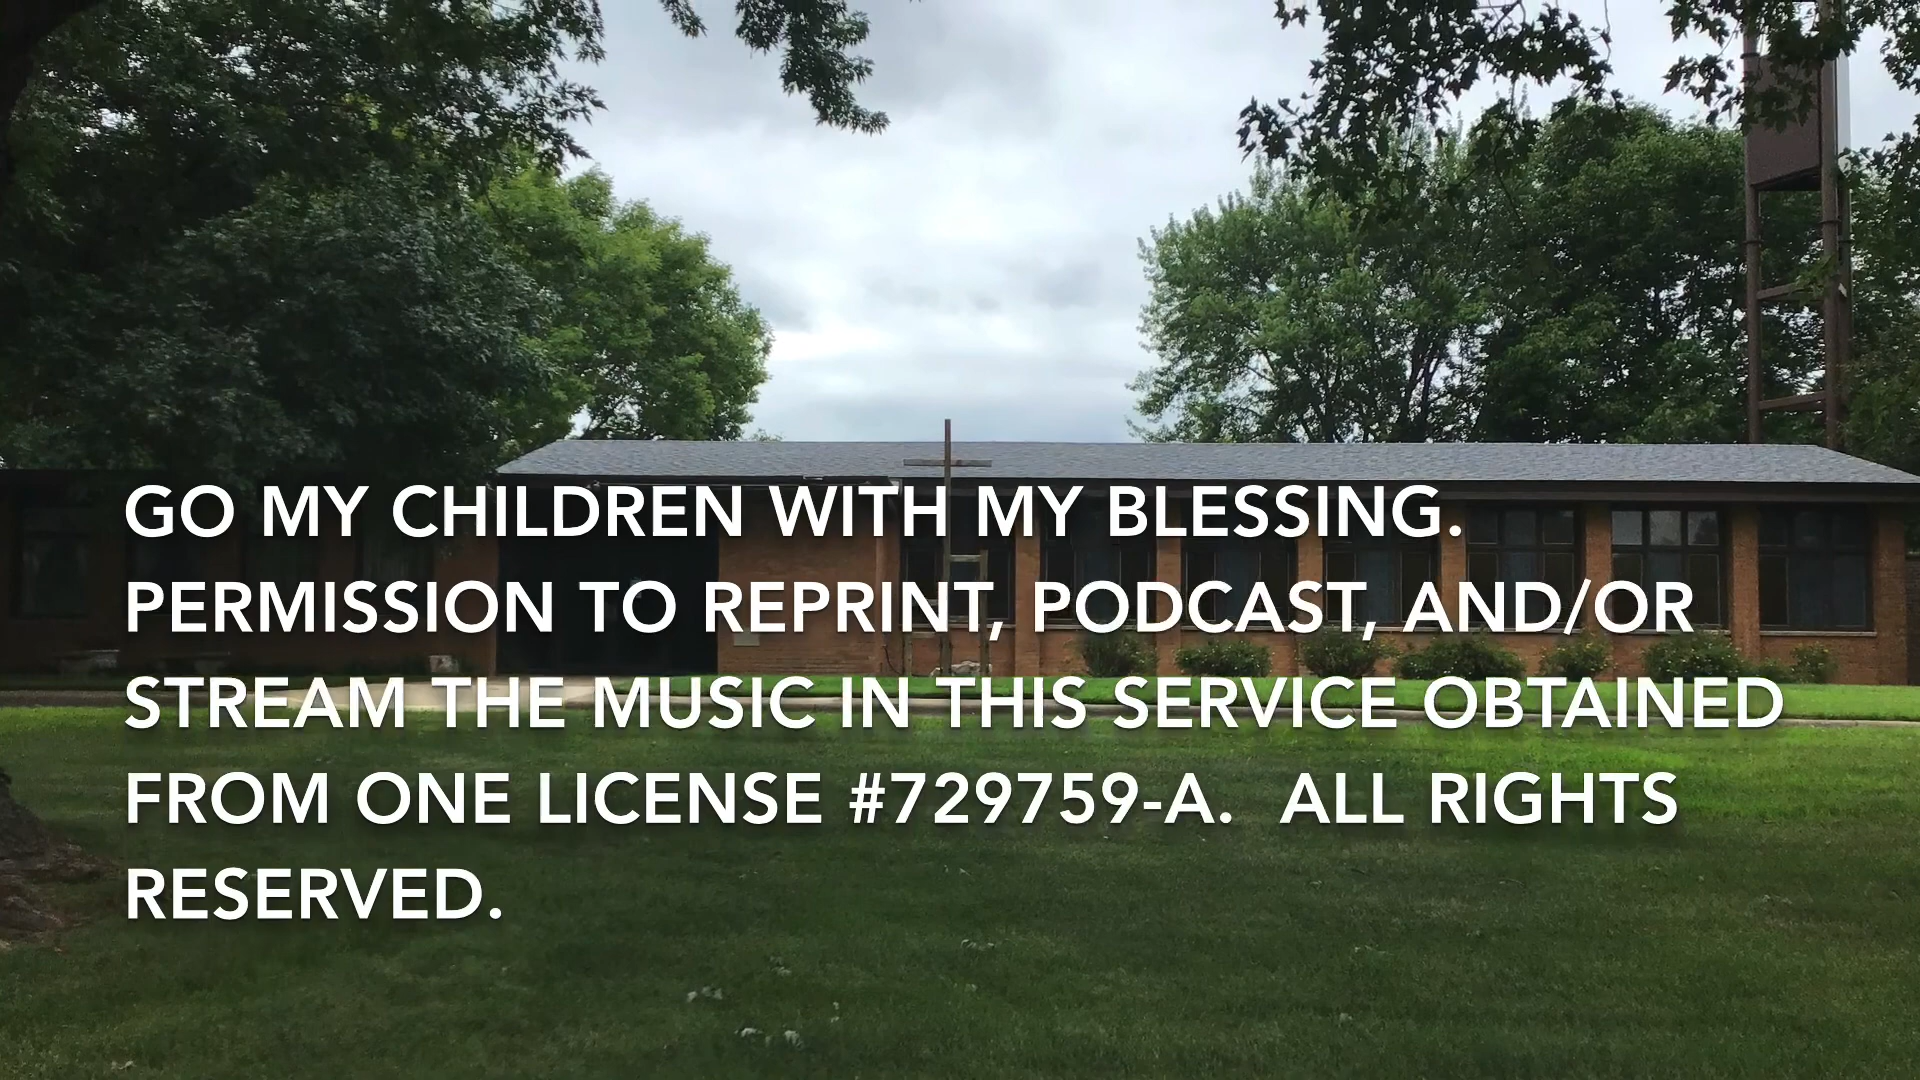 GO MY CHILDREN WITH MY BLESSING.
PERMISSION TO REPRINT, PODCAST, AND/OR
STREAM THE MUSIC IN THIS SERVICE OBTAINED
FROM ONE LICENSE #729759-A.  ALL RIGHTS
RESERVED.